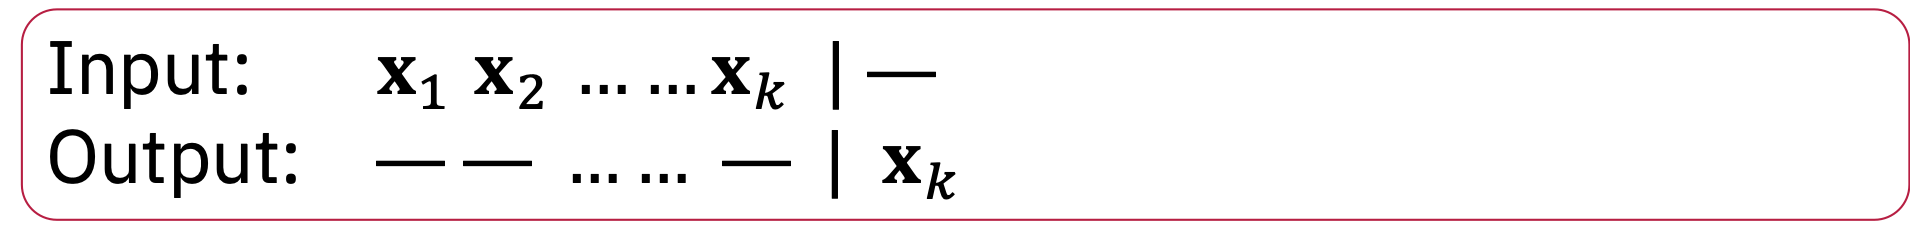 Input: x₁ x₂ … … xₖ | —
Output: — — … … — | xₖ